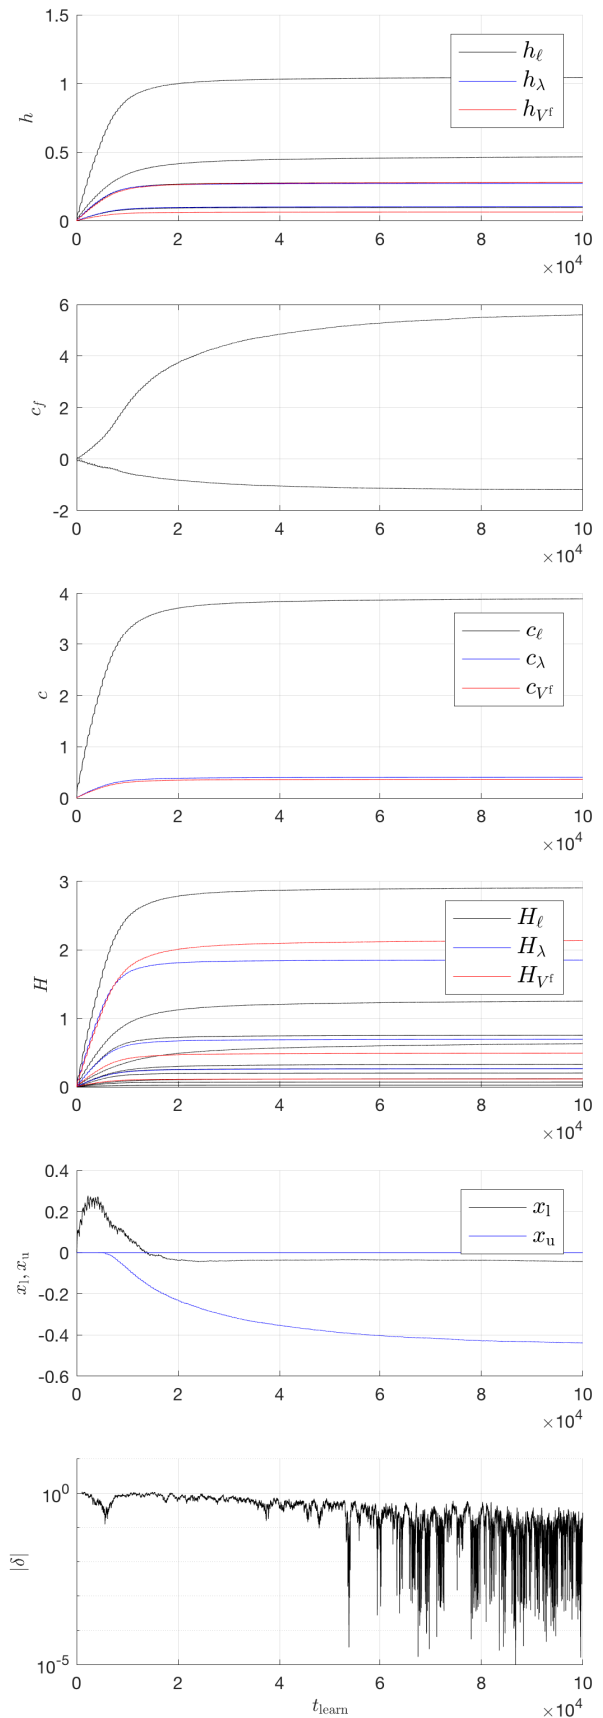 1.5
1
0.5
0
h
h_ℓ
h_λ
h_{V^f}
0 2 4 6 8 10
×10^4
6
4
2
0
-2
c_f
0 2 4 6 8 10
×10^4
4
3
2
1
0
c
c_ℓ
c_λ
c_{V^f}
0 2 4 6 8 10
×10^4
3
2
1
0
H
H_ℓ
H_λ
H_{V^f}
0 2 4 6 8 10
×10^4
0.4
0.2
0
-0.2
-0.4
-0.6
x_l, x_u
x_l
x_u
0 2 4 6 8 10
×10^4
10^0
10^-5
|δ|
0 2 4 6 8 10
t_learn
×10^4